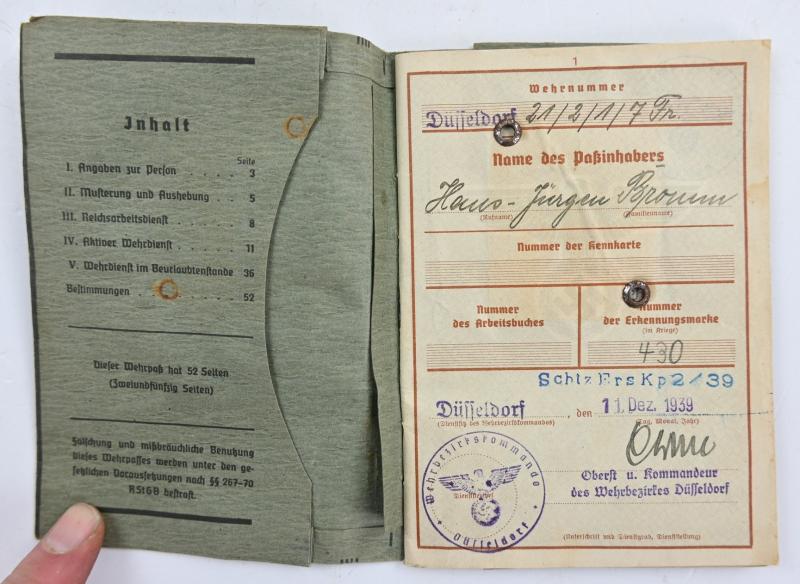 Inhalt
Seite
I. Angaben zur Person . . . . . 3
II. Musterung und Aushebung . . 5
III. Reichsarbeitsdienst . . . . . . 8
IV. Aktiver Wehrdienst . . . . . . 11
V. Wehrdienst im Beurlaubtenstande 36
Bestimmungen . . . . . . . 52
Dieser Wehrpaß hat 52 Seiten
(Zweiundfünfzig Seiten)
Fälschung und mißbräuchliche Benutzung
dieses Wehrpasses werden unter den ge-
setzlichen Voraussetzungen nach §§ 267-70
RStGB bestraft.
1
Wehrnummer
Düsseldorf 21/2/1/7 Fr.
Name des Paßinhabers
Hans-Jürgen Brömm
(Rufname) (Familienname)
Nummer der Kennkarte
Nummer
des Arbeitsbuches
Nummer
der Erkennungsmarke
(im Kriege)
430
Schtz Ers Kp 2/39
Düsseldorf, den 11. Dez. 1939
(Dienstsitz des Wehrbezirkskommandos) (Tag, Monat, Jahr)
Oberst u. Kommandeur
des Wehrbezirkes Düsseldorf
Wehrbezirkskommando
Düsseldorf
(Unterschrift und Dienstgrad, Dienststellung)